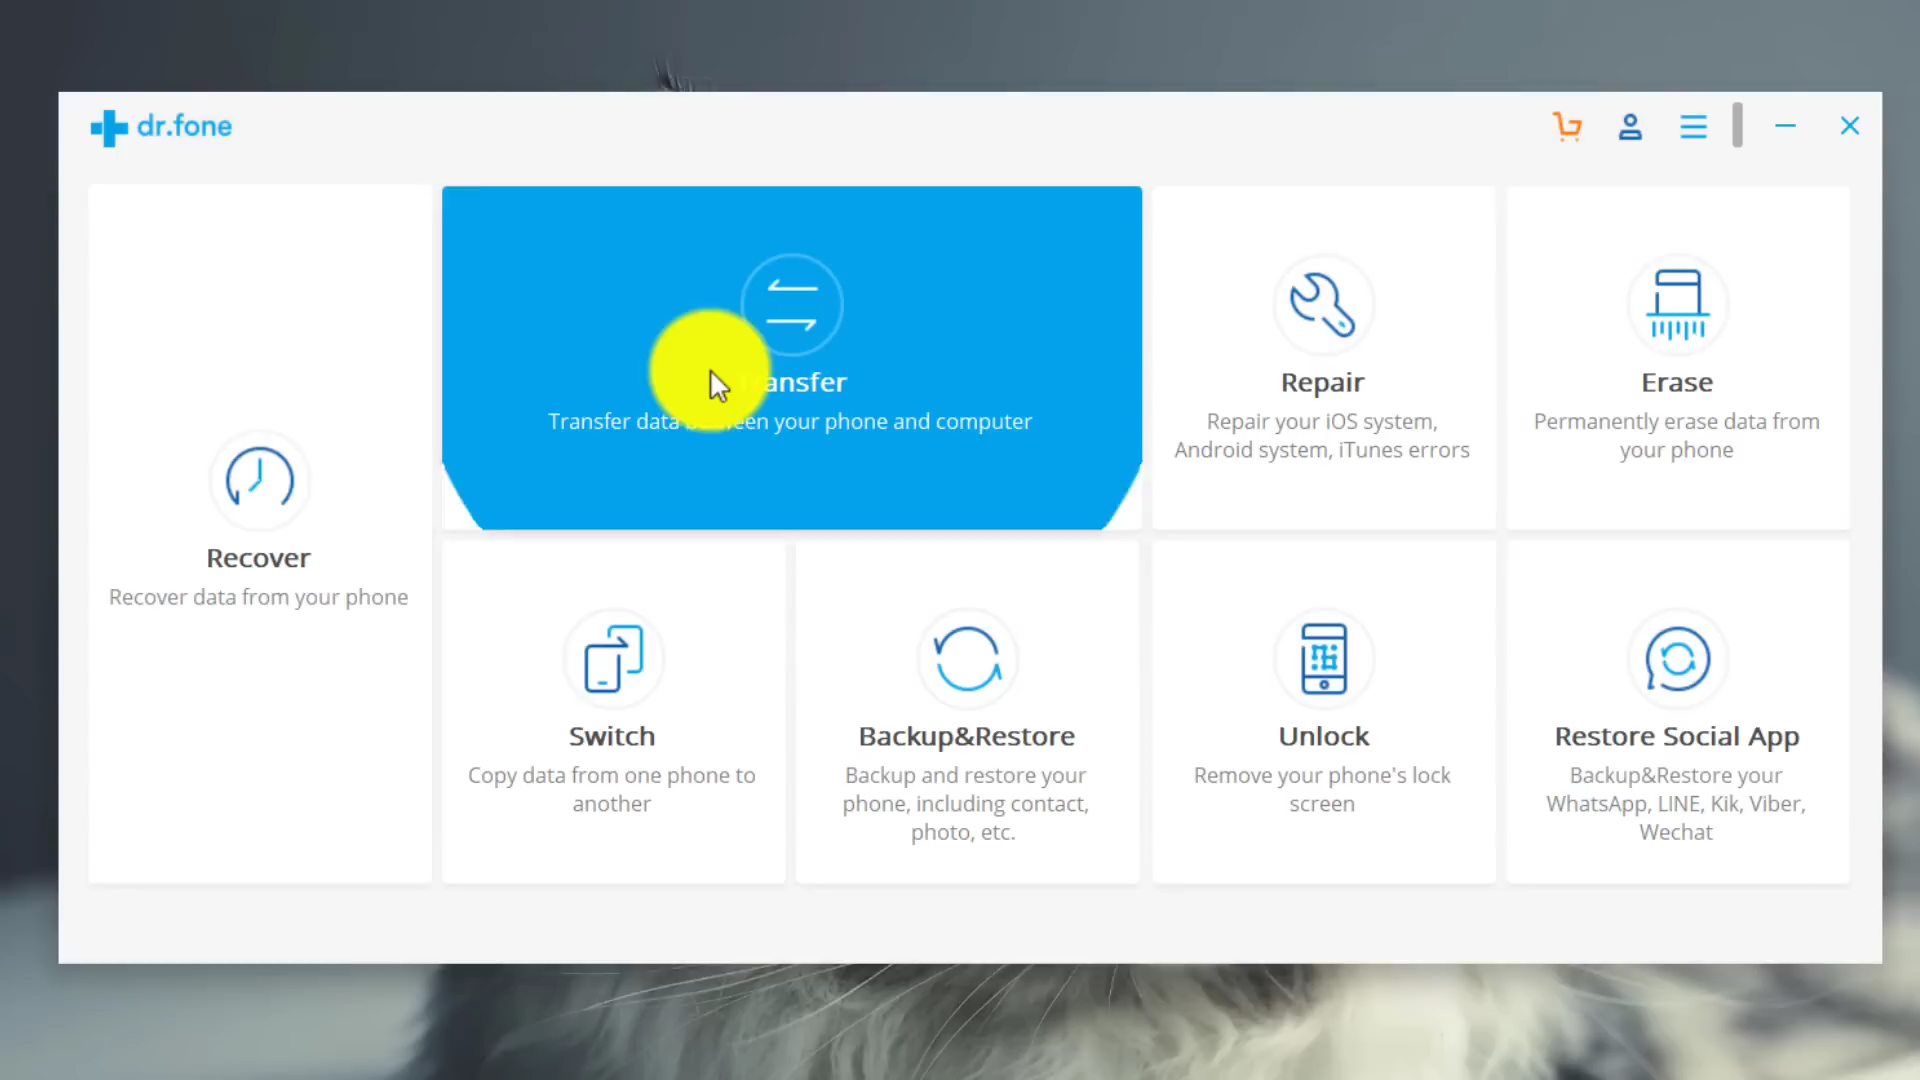 dr.fone
Recover
Recover data from your phone
Transfer
Transfer data between your phone and computer
Repair
Repair your iOS system,
Android system, iTunes errors
Erase
Permanently erase data from
your phone
Switch
Copy data from one phone to
another
Backup&Restore
Backup and restore your
phone, including contact,
photo, etc.
Unlock
Remove your phone's lock
screen
Restore Social App
Backup&Restore your
WhatsApp, LINE, Kik, Viber,
Wechat